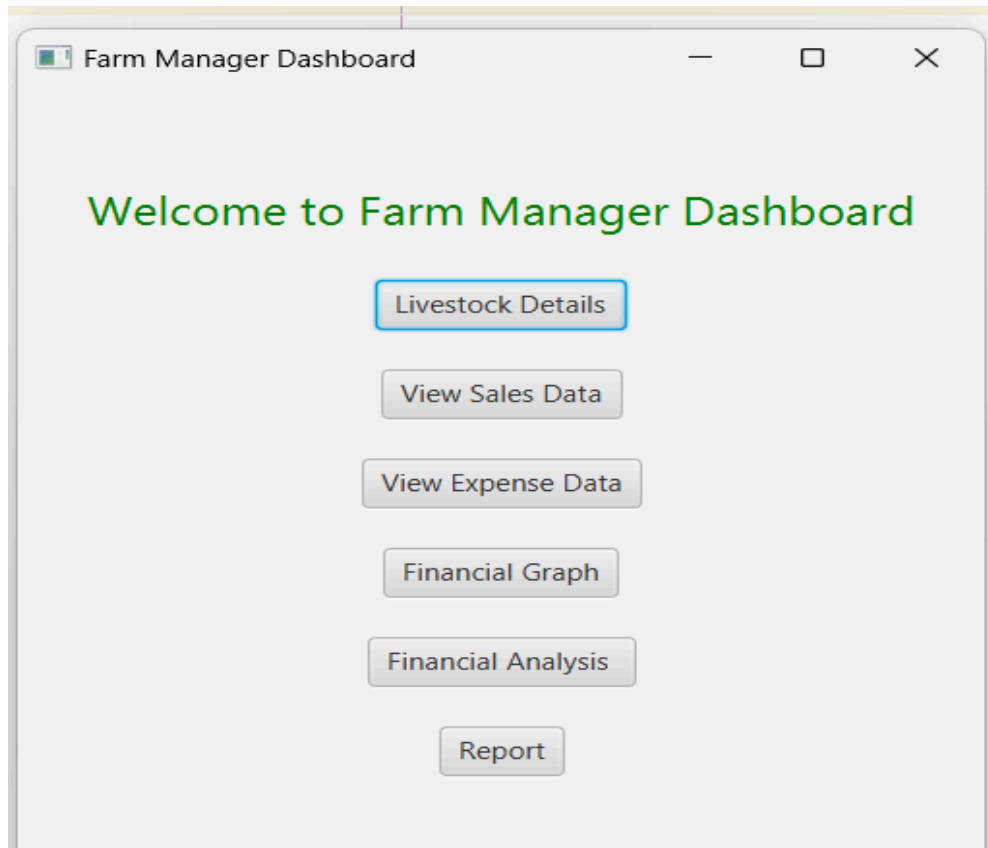 Farm Manager Dashboard
Welcome to Farm Manager Dashboard
Livestock Details
View Sales Data
View Expense Data
Financial Graph
Financial Analysis
Report